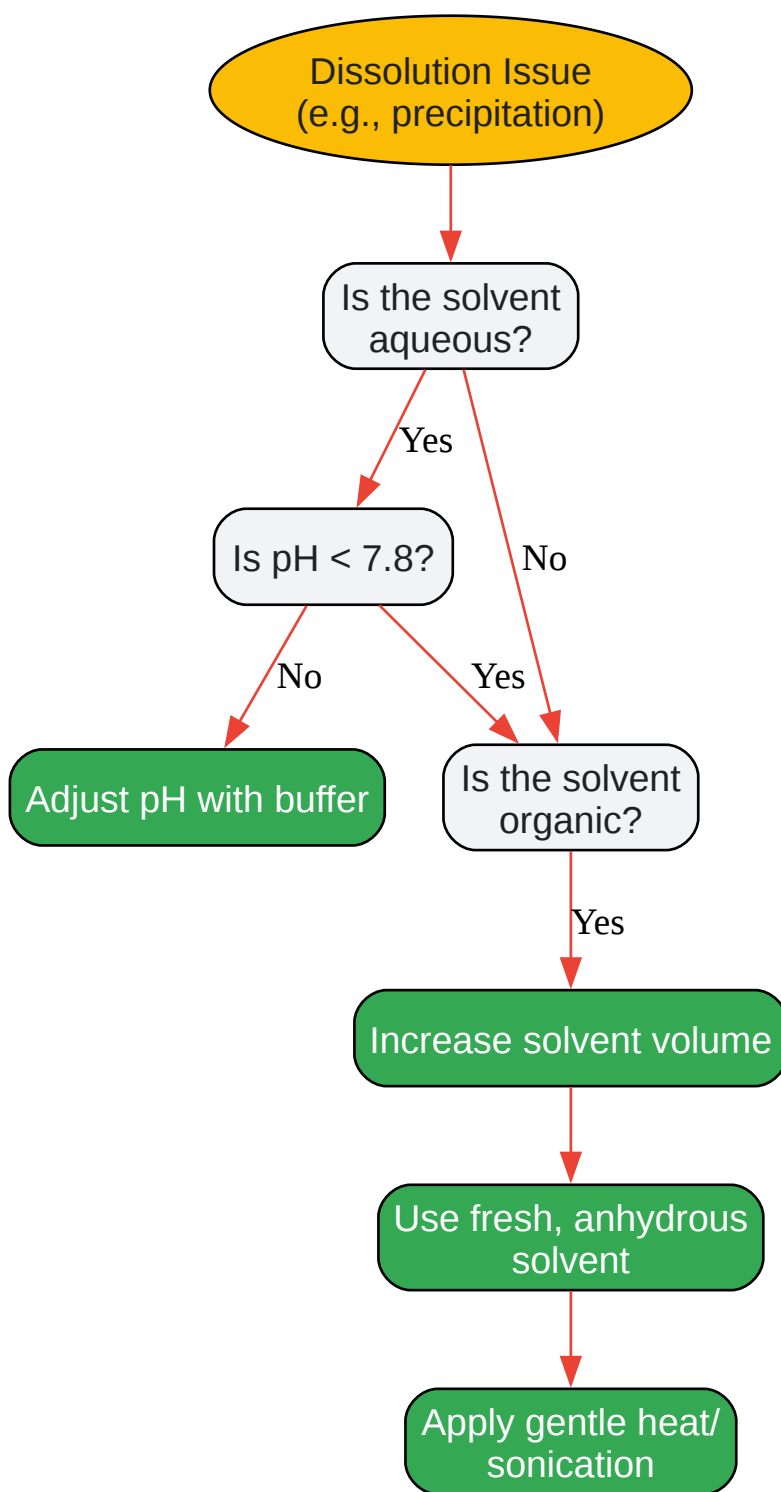 Dissolution Issue
(e.g., precipitation)
Is the solvent
aqueous?
Yes
Is pH < 7.8?
No
No
Yes
Adjust pH with buffer
Is the solvent
organic?
Yes
Increase solvent volume
Use fresh, anhydrous
solvent
Apply gentle heat/
sonication